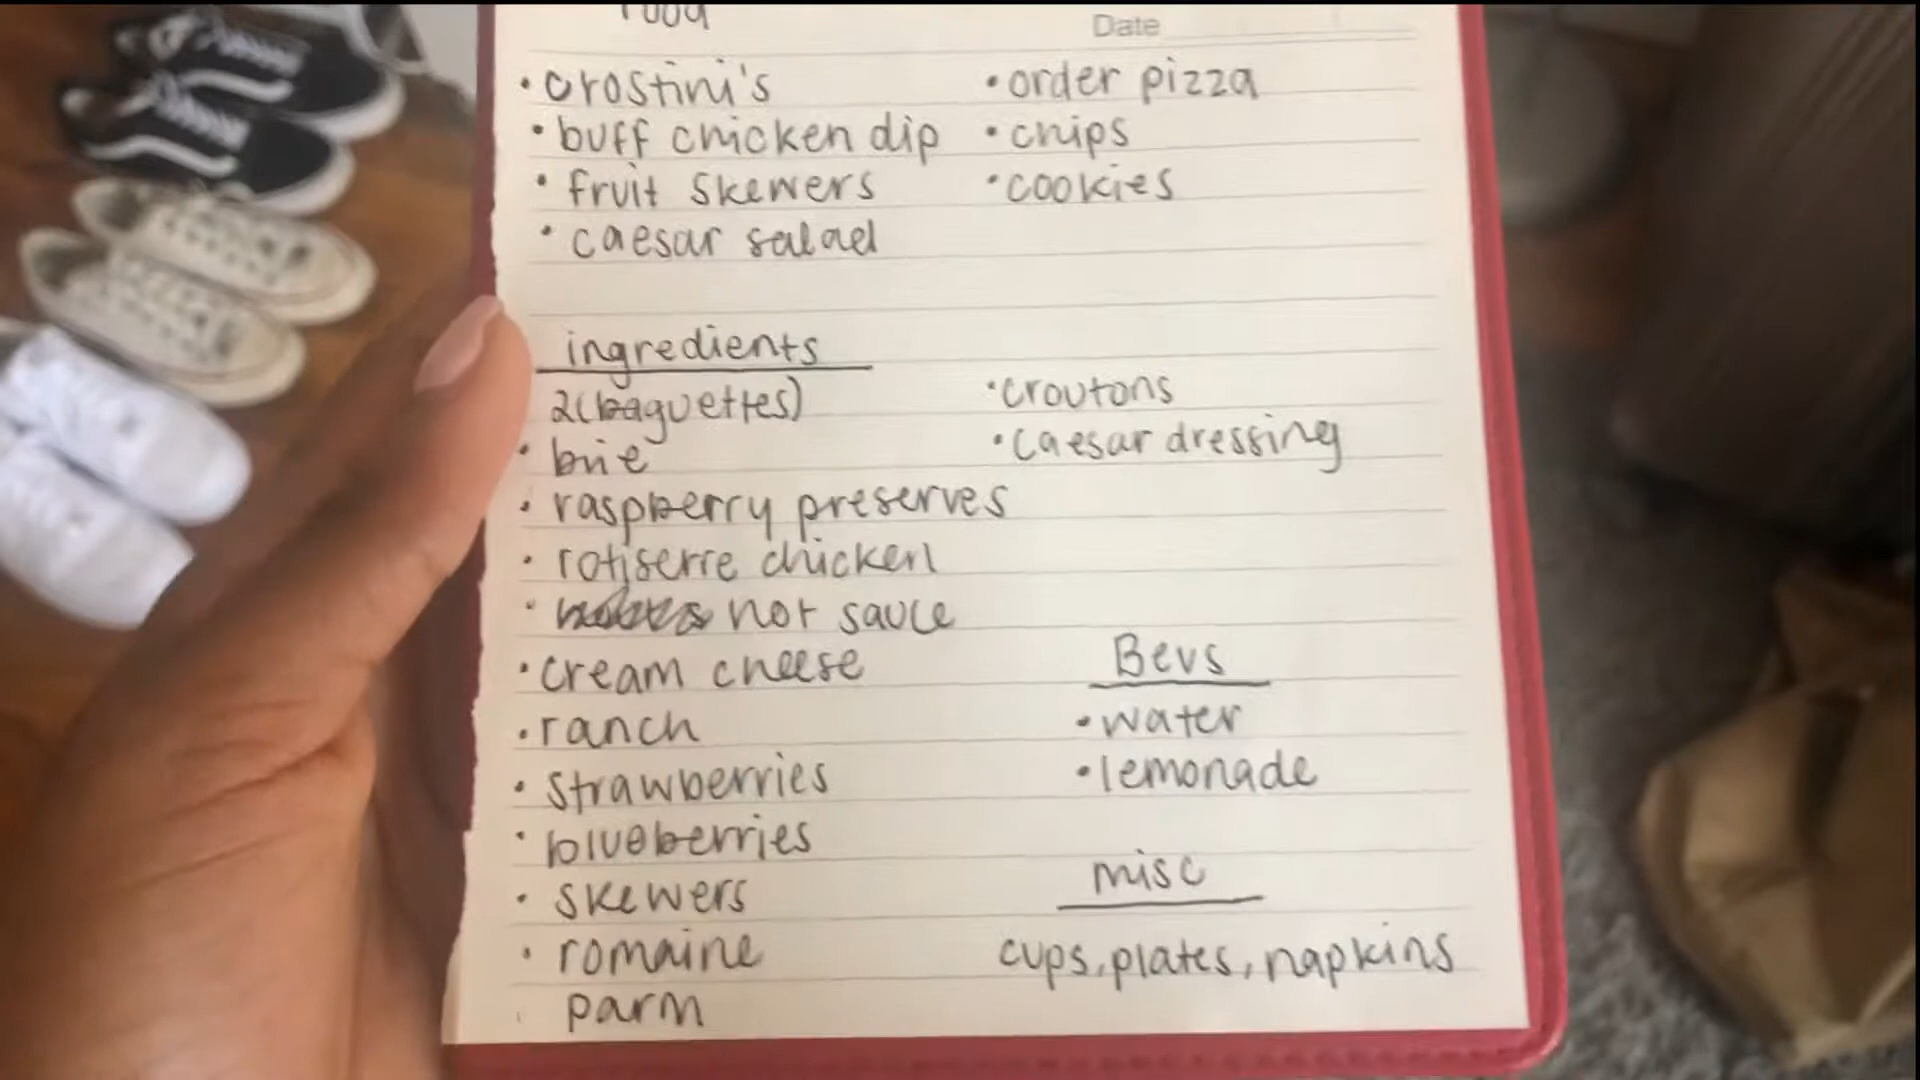 Food
Date
• crostini's
• buff chicken dip
• fruit skewers
• caesar salad
• order pizza
• chips
• cookies
ingredients
2(baguettes)
• brie
• raspberry preserves
• rotiserre chicken
• hot sauce
• cream cheese
• ranch
• strawberries
• blueberries
• skewers
• romaine
parm
• croutons
• caesar dressing
Bevs
• water
• lemonade
misc
cups, plates, napkins